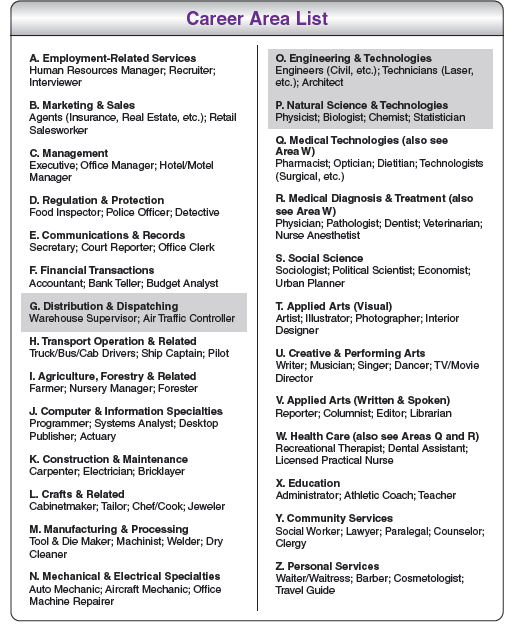 Career Area List
A. Employment-Related Services
Human Resources Manager; Recruiter;
Interviewer
B. Marketing & Sales
Agents (Insurance, Real Estate, etc.); Retail
Salesworker
C. Management
Executive; Office Manager; Hotel/Motel
Manager
D. Regulation & Protection
Food Inspector; Police Officer; Detective
E. Communications & Records
Secretary; Court Reporter; Office Clerk
F. Financial Transactions
Accountant; Bank Teller; Budget Analyst
G. Distribution & Dispatching
Warehouse Supervisor; Air Traffic Controller
H. Transport Operation & Related
Truck/Bus/Cab Drivers; Ship Captain; Pilot
I. Agriculture, Forestry & Related
Farmer; Nursery Manager; Forester
J. Computer & Information Specialties
Programmer; Systems Analyst; Desktop
Publisher; Actuary
K. Construction & Maintenance
Carpenter; Electrician; Bricklayer
L. Crafts & Related
Cabinetmaker; Tailor; Chef/Cook; Jeweler
M. Manufacturing & Processing
Tool & Die Maker; Machinist; Welder; Dry
Cleaner
N. Mechanical & Electrical Specialties
Auto Mechanic; Aircraft Mechanic; Office
Machine Repairer
O. Engineering & Technologies
Engineers (Civil, etc.); Technicians (Laser,
etc.); Architect
P. Natural Science & Technologies
Physicist; Biologist; Chemist; Statistician
Q. Medical Technologies (also see
Area W)
Pharmacist; Optician; Dietitian; Technologists
(Surgical, etc.)
R. Medical Diagnosis & Treatment (also
see Area W)
Physician; Pathologist; Dentist; Veterinarian;
Nurse Anesthetist
S. Social Science
Sociologist; Political Scientist; Economist;
Urban Planner
T. Applied Arts (Visual)
Artist; Illustrator; Photographer; Interior
Designer
U. Creative & Performing Arts
Writer; Musician; Singer; Dancer; TV/Movie
Director
V. Applied Arts (Written & Spoken)
Reporter; Columnist; Editor; Librarian
W. Health Care (also see Areas Q and R)
Recreational Therapist; Dental Assistant;
Licensed Practical Nurse
X. Education
Administrator; Athletic Coach; Teacher
Y. Community Services
Social Worker; Lawyer; Paralegal; Counselor;
Clergy
Z. Personal Services
Waiter/Waitress; Barber; Cosmetologist;
Travel Guide